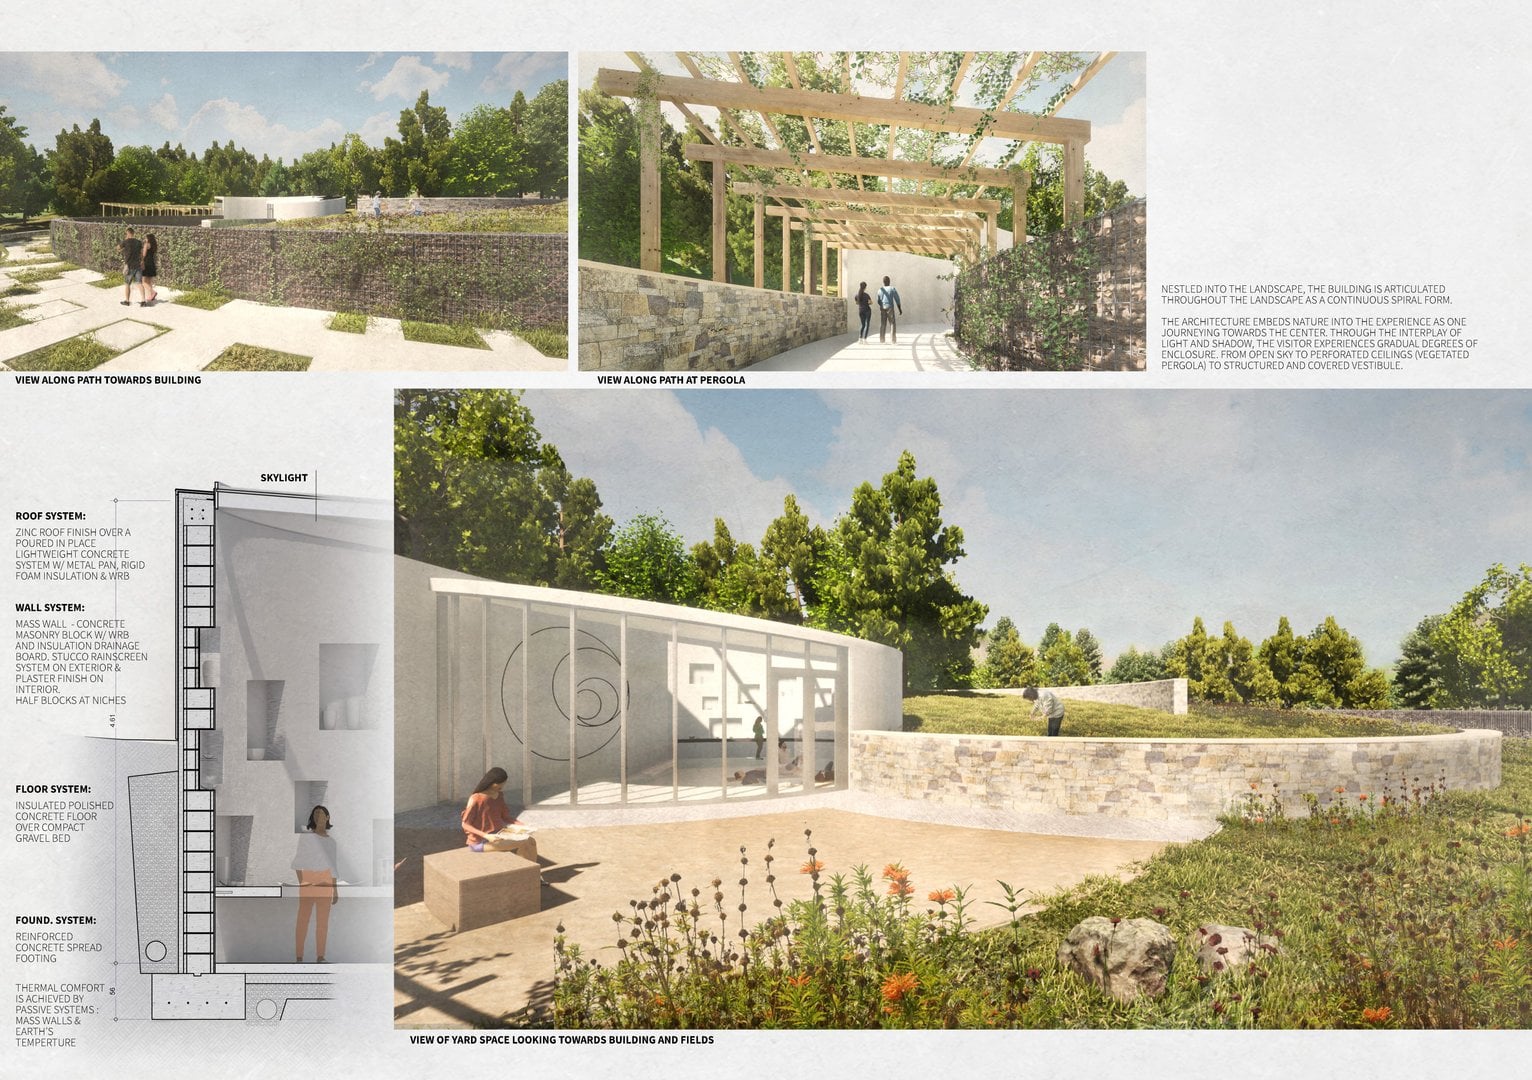 VIEW ALONG PATH TOWARDS BUILDING
VIEW ALONG PATH AT PERGOLA
NESTLED INTO THE LANDSCAPE, THE BUILDING IS ARTICULATED
THROUGHOUT THE LANDSCAPE AS A CONTINUOUS SPIRAL FORM.
THE ARCHITECTURE EMBEDS NATURE INTO THE EXPERIENCE AS ONE
JOURNEYING TOWARDS THE CENTER. THROUGH THE INTERPLAY OF
LIGHT AND SHADOW, THE VISITOR EXPERIENCES GRADUAL DEGREES OF
ENCLOSURE. FROM OPEN SKY TO PERFORATED CEILINGS (VEGETATED
PERGOLA) TO STRUCTURED AND COVERED VESTIBULE.
SKYLIGHT
ROOF SYSTEM:
ZINC ROOF FINISH OVER A
POURED IN PLACE
LIGHTWEIGHT CONCRETE
SYSTEM W/ METAL PAN, RIGID
FOAM INSULATION & WRB
WALL SYSTEM:
MASS WALL - CONCRETE
MASONRY BLOCK W/ WRB
AND INSULATION DRAINAGE
BOARD. STUCCO RAINSCREEN
SYSTEM ON EXTERIOR &
PLASTER FINISH ON
INTERIOR.
HALF BLOCKS AT NICHES
4.61
FLOOR SYSTEM:
INSULATED POLISHED
CONCRETE FLOOR
OVER COMPACT
GRAVEL BED
FOUND. SYSTEM:
REINFORCED
CONCRETE SPREAD
FOOTING
56
THERMAL COMFORT
IS ACHIEVED BY
PASSIVE SYSTEMS :
MASS WALLS &
EARTH'S
TEMPERTURE
VIEW OF YARD SPACE LOOKING TOWARDS BUILDING AND FIELDS